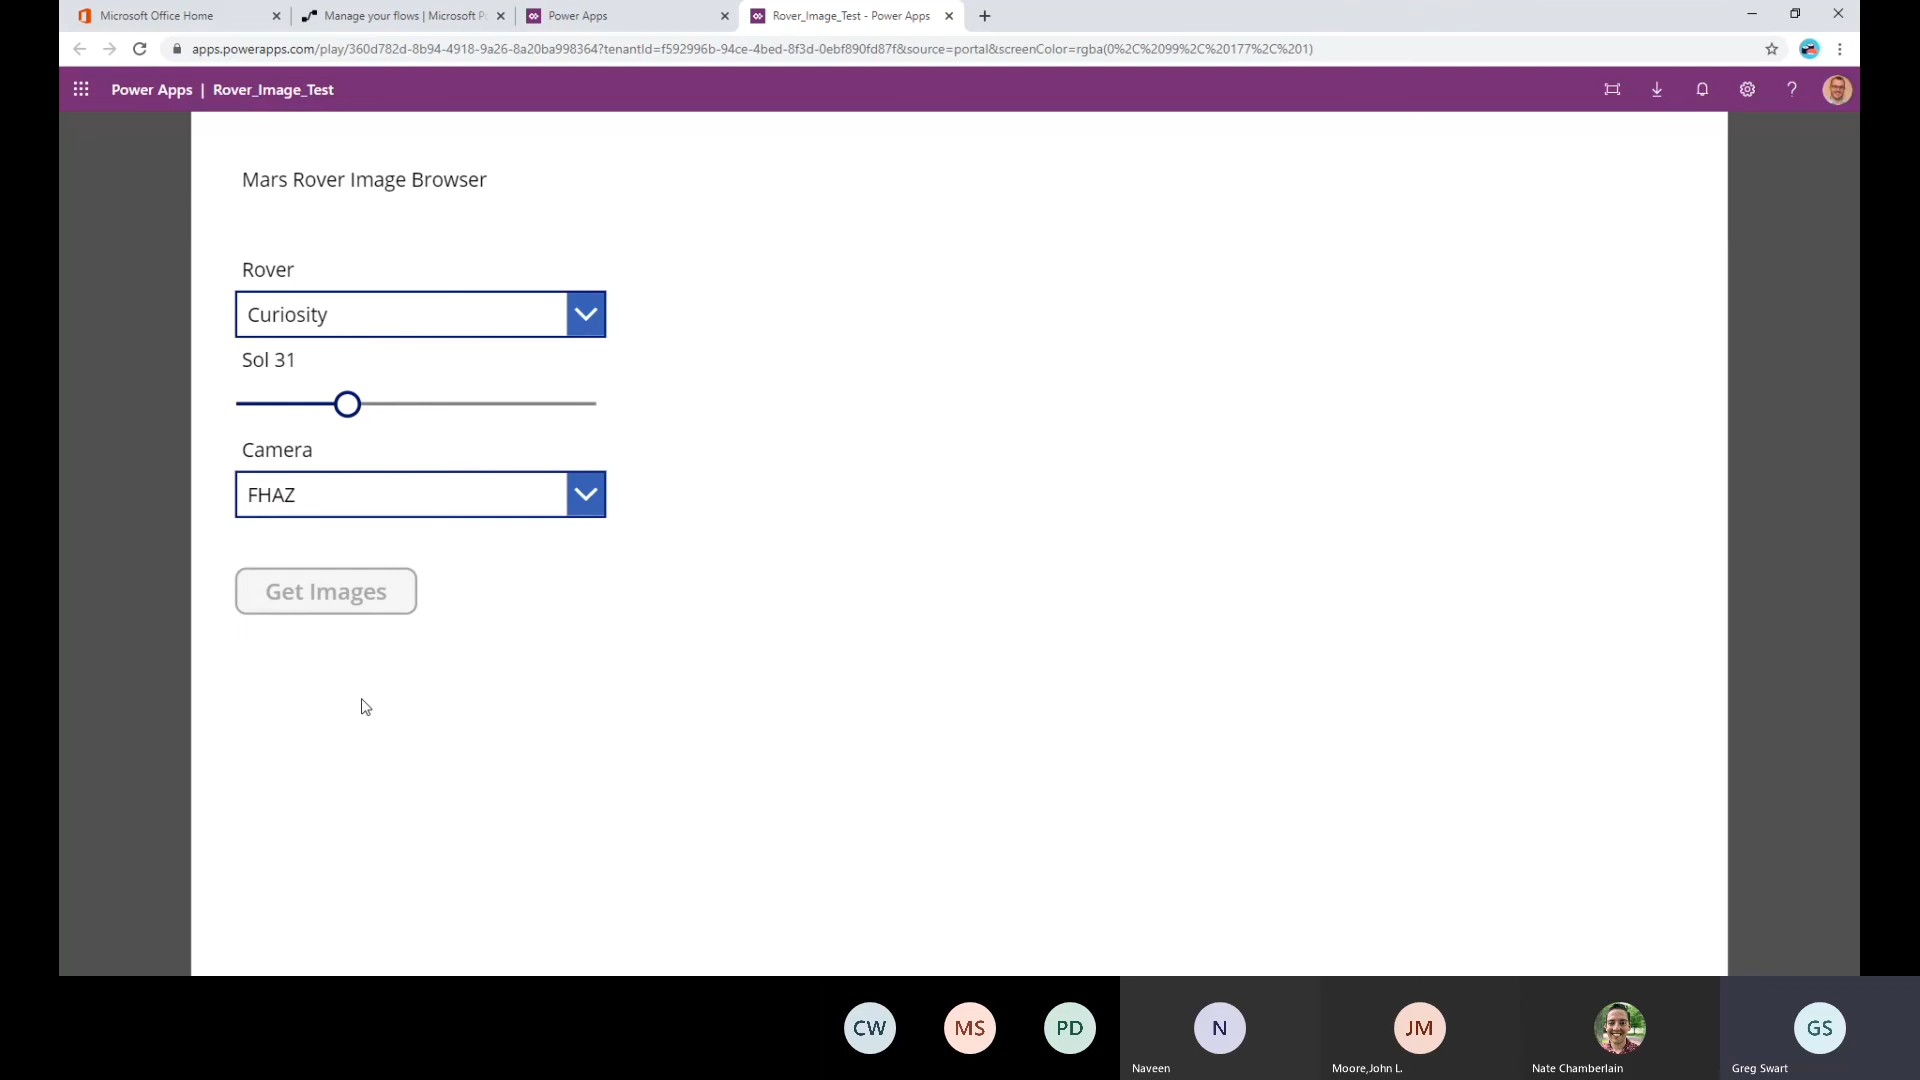 Microsoft Office Home
Manage your flows | Microsoft P
Power Apps
Rover_Image_Test - Power Apps
apps.powerapps.com/play/360d782d-8b94-4918-9a26-8a20ba998364?tenantId=f592996b-94ce-4bed-8f3d-0ebf890fd87f&source=portal&screenColor=rgba(0%2C%2099%2C%20177%2C%201)
Power Apps | Rover_Image_Test
Mars Rover Image Browser
Rover
Curiosity
Sol 31
Camera
FHAZ
Get Images
CW
MS
PD
N
JM
GS
Naveen
Moore,John L.
Nate Chamberlain
Greg Swart